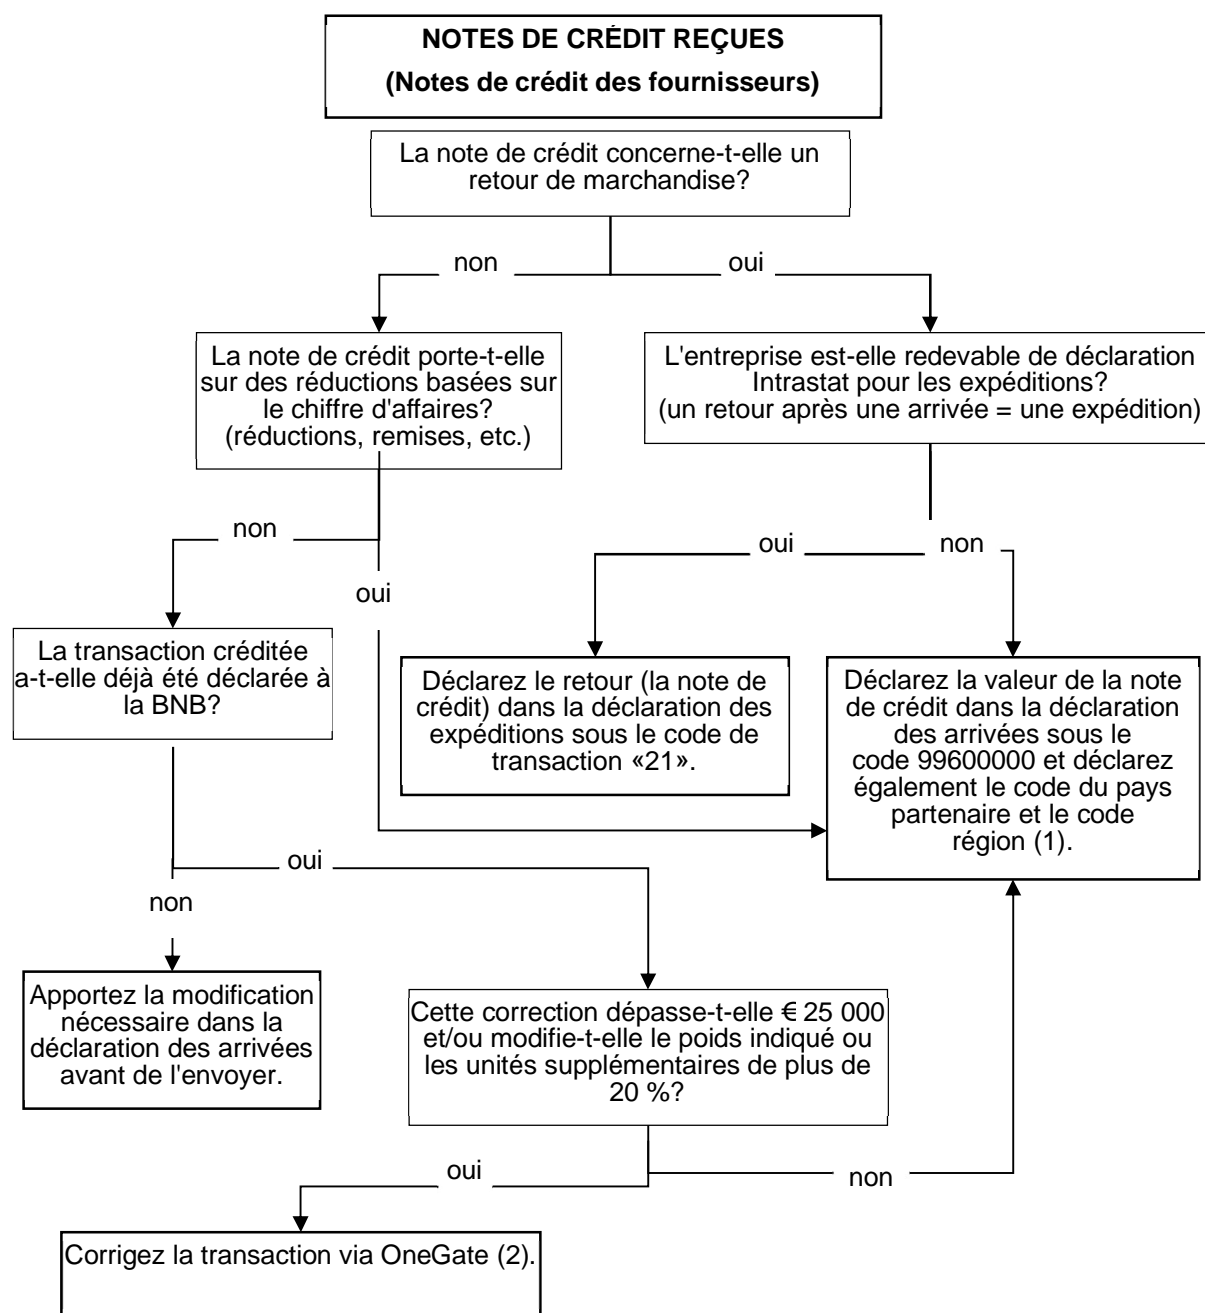 NOTES DE CRÉDIT REÇUES
(Notes de crédit des fournisseurs)
La note de crédit concerne-t-elle un
retour de marchandise?
non
oui
La note de crédit porte-t-elle
sur des réductions basées sur
le chiffre d'affaires?
(réductions, remises, etc.)
L'entreprise est-elle redevable de déclaration
Intrastat pour les expéditions?
(un retour après une arrivée = une expédition)
non
oui
oui
non
La transaction créditée
a-t-elle déjà été déclarée à
la BNB?
Déclarez le retour (la note de
crédit) dans la déclaration des
expéditions sous le code de
transaction «21».
Déclarez la valeur de la note
de crédit dans la déclaration
des arrivées sous le
code 99600000 et déclarez
également le code du pays
partenaire et le code
région (1).
oui
non
Apportez la modification
nécessaire dans la
déclaration des arrivées
avant de l'envoyer.
Cette correction dépasse-t-elle € 25 000
et/ou modifie-t-elle le poids indiqué ou
les unités supplémentaires de plus de
20 %?
oui
non
Corrigez la transaction via OneGate (2).